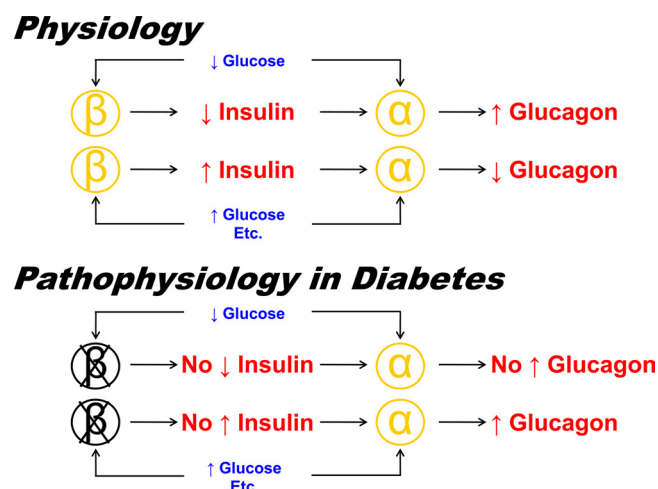 Physiology
↓ Glucose
β → ↓ Insulin → α → ↑ Glucagon
β → ↑ Insulin → α → ↓ Glucagon
↑ Glucose
Etc.
Pathophysiology in Diabetes
↓ Glucose
β → No ↓ Insulin → α → No ↑ Glucagon
β → No ↑ Insulin → α → ↑ Glucagon
↑ Glucose
Etc